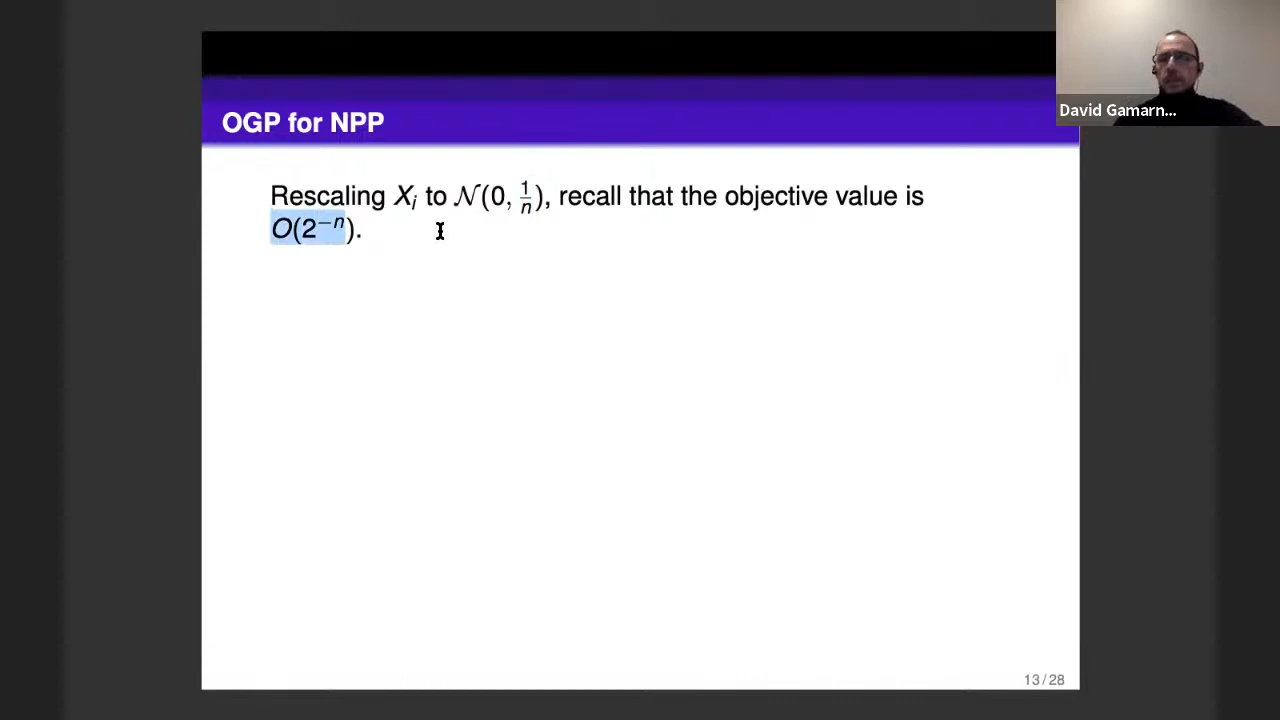 David Gamarn...
OGP for NPP
Rescaling Xᵢ to 𝒩(0, 1/n), recall that the objective value is
O(2⁻ⁿ).
13 / 28